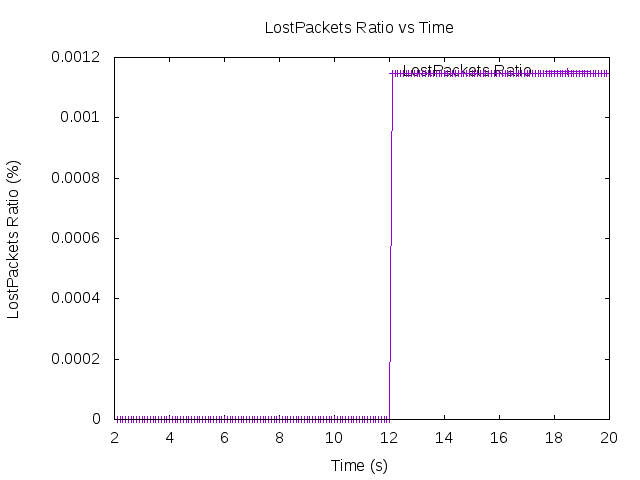 LostPackets Ratio vs Time
0.0012
LostPackets Ratio
0.001
0.0008
0.0006
0.0004
0.0002
0
LostPackets Ratio (%)
2 4 6 8 10 12 14 16 18 20
Time (s)